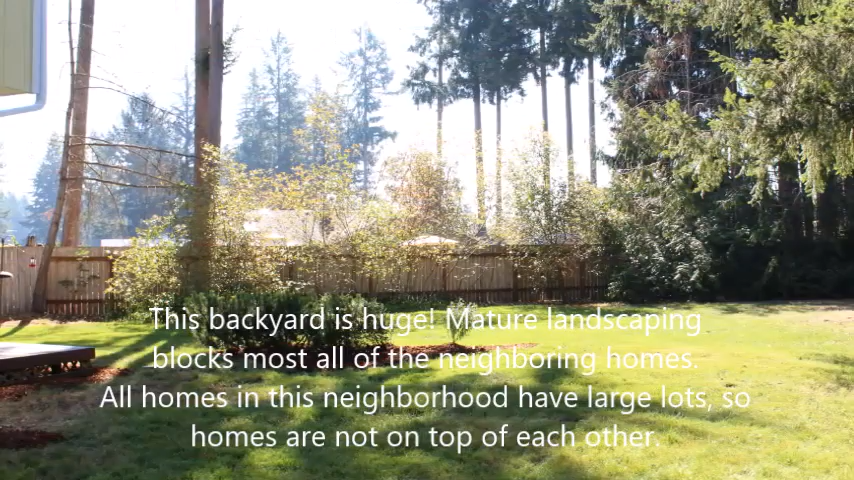 This backyard is huge! Mature landscaping
blocks most all of the neighboring homes.
All homes in this neighborhood have large lots, so
homes are not on top of each other.